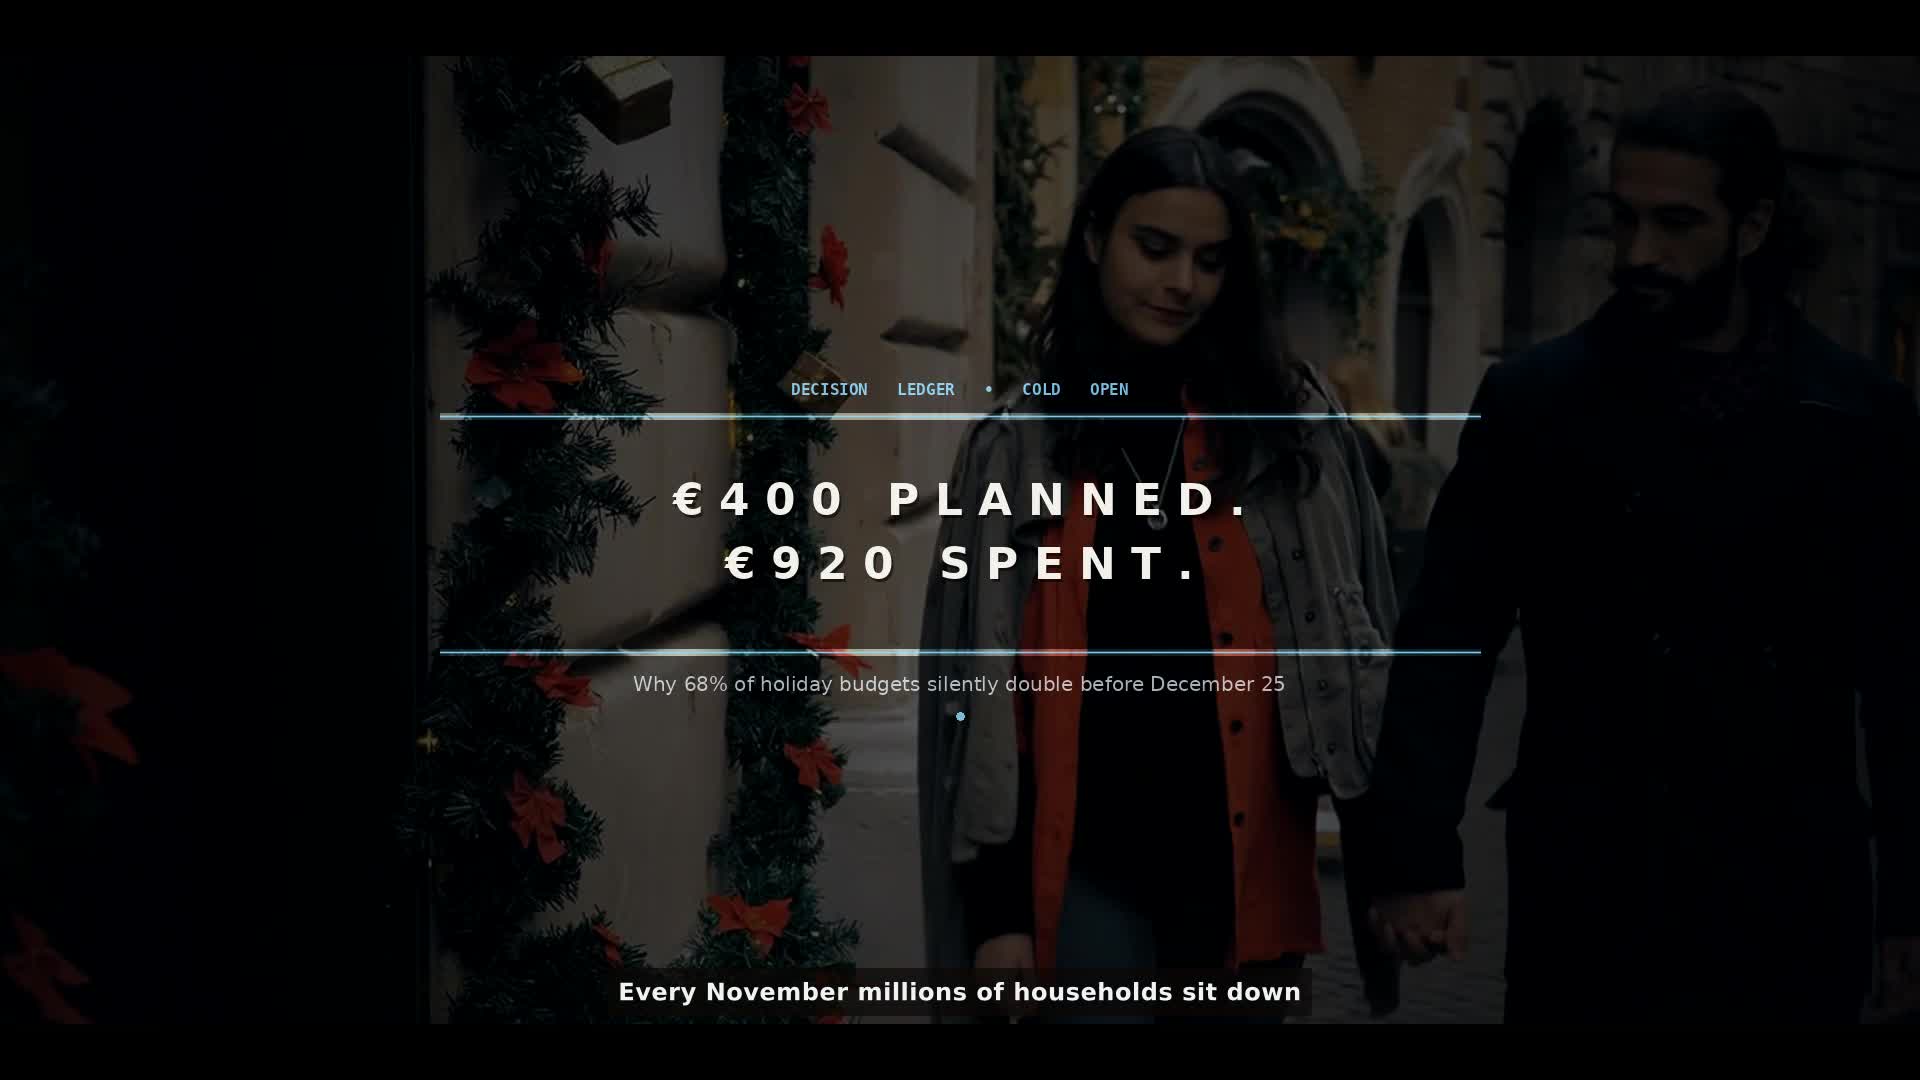 DECISION LEDGER • COLD OPEN
€400 PLANNED.
€920 SPENT.
Why 68% of holiday budgets silently double before December 25
Every November millions of households sit down